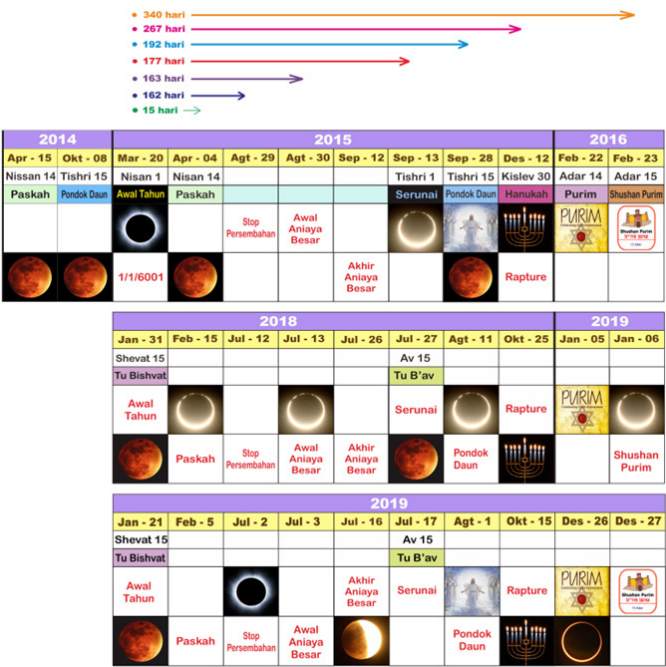 340 hari
267 hari
192 hari
177 hari
163 hari
162 hari
15 hari
2014 2015 2016
Apr - 15 Okt - 08 Mar - 20 Apr - 04 Agt - 29 Agt - 30 Sep - 12 Sep - 13 Sep - 28 Des - 12 Feb - 22 Feb - 23
Nissan 14 Tishri 15 Nisan 1 Nisan 14 Tishri 1 Tishri 15 Kislev 30 Adar 14 Adar 15
Paskah Pondok Daun Awal Tahun Paskah Serunai Pondok Daun Hanukah Purim Shushan Purim
Stop Persembahan
Awal Aniaya Besar
PURIM
Shushan Purim
1/1/6001
Akhir Aniaya Besar
Rapture
2018 2019
Jan - 31 Feb - 15 Jul - 12 Jul - 13 Jul - 26 Jul - 27 Agt - 11 Okt - 25 Jan - 05 Jan - 06
Shevat 15 Av 15
Tu Bishvat Tu B'av
Awal Tahun
Serunai
Rapture
PURIM
Paskah
Stop Persembahan
Awal Aniaya Besar
Akhir Aniaya Besar
Pondok Daun
Shushan Purim
2019
Jan - 21 Feb - 5 Jul - 2 Jul - 3 Jul - 16 Jul - 17 Agt - 1 Okt - 15 Des - 26 Des - 27
Shevat 15 Av 15
Tu Bishvat Tu B'av
Awal Tahun
Akhir Aniaya Besar
Serunai
Rapture
PURIM
Shushan Purim
Paskah
Stop Persembahan
Awal Aniaya Besar
Pondok Daun